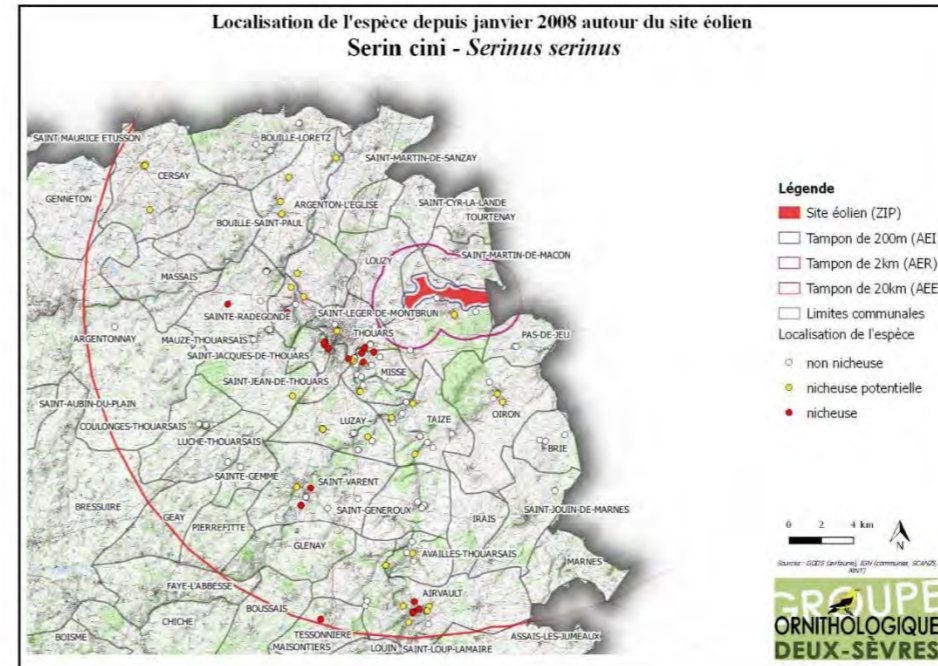 Localisation de l'espèce depuis janvier 2008 autour du site éolien
Serin cini - Serinus serinus
SAINT MAURICE ETUSSON
BOUILLE-LORETZ
SAINT-MARTIN-DE-SANZAY
CERSAY
GENNETON
ARGENTON-L'EGLISE
SAINT-CYR-LA-LANDE
TOURTENAY
BOUILLE-SAINT-PAUL
LOUZY
SAINT-MARTIN-DE-MACON
MASSAIS
SAINTE-RADEGONDE
SAINT-LEGER-DE-MONTBRUN
ARGENTONNAY
MAUZE-THOUARSAIS
THOUARS
PAS-DE-JEU
SAINT-JACQUES-DE-THOUARS
MISSE
SAINT-JEAN-DE-THOUARS
SAINT-AUBIN-DU-PLAIN
OIRON
COULONGES-THOUARSAIS
LUZAY
TAIZE
LUCHE-THOUARSAIS
BRIE
SAINTE-GEMME
SAINT-VARENT
BRESSUIRE
GEAY
SAINT-GENEROUX
IRAIS
SAINT-JOUIN-DE-MARNES
PIERREFITTE
GLENAY
AVAILLES-THOUARSAIS
MARNES
FAYE-L'ABBESSE
AIRVAULT
BOUSSAIS
CHICHE
BOISME
TESSONNIERE
ASSAIS-LES-JUMEAUX
MAISONTIERS
LOUIN
SAINT-LOUP-LAMAIRE
Légende
Site éolien (ZIP)
Tampon de 200m (AEI
Tampon de 2km (AER)
Tampon de 20km (AEE
Limites communales
Localisation de l'espèce
non nicheuse
nicheuse potentielle
nicheuse
0 2 4 km
N
Sources : GODS (avifaune), IGN (communes, SCAN25,
MNT)
GROUPE
ORNITHOLOGIQUE
DEUX-SÈVRES